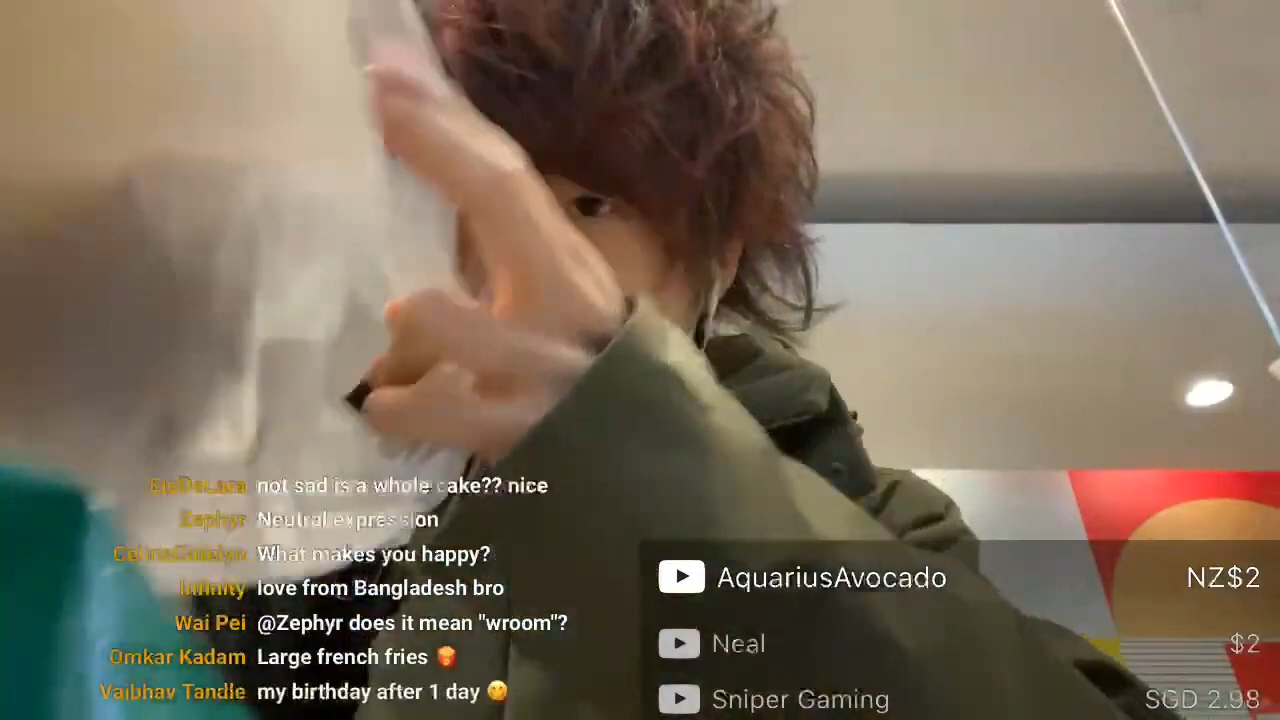 not sad is a whole cake?? nice
Zephyr Neutral expression
What makes you happy?
Infinity love from Bangladesh bro
Wai Pei @Zephyr does it mean "wroom"?
Omkar Kadam Large french fries 🍟
Vaibhav Tandle my birthday after 1 day 🤭
AquariusAvocado NZ$2
Neal $2
Sniper Gaming SGD 2.98